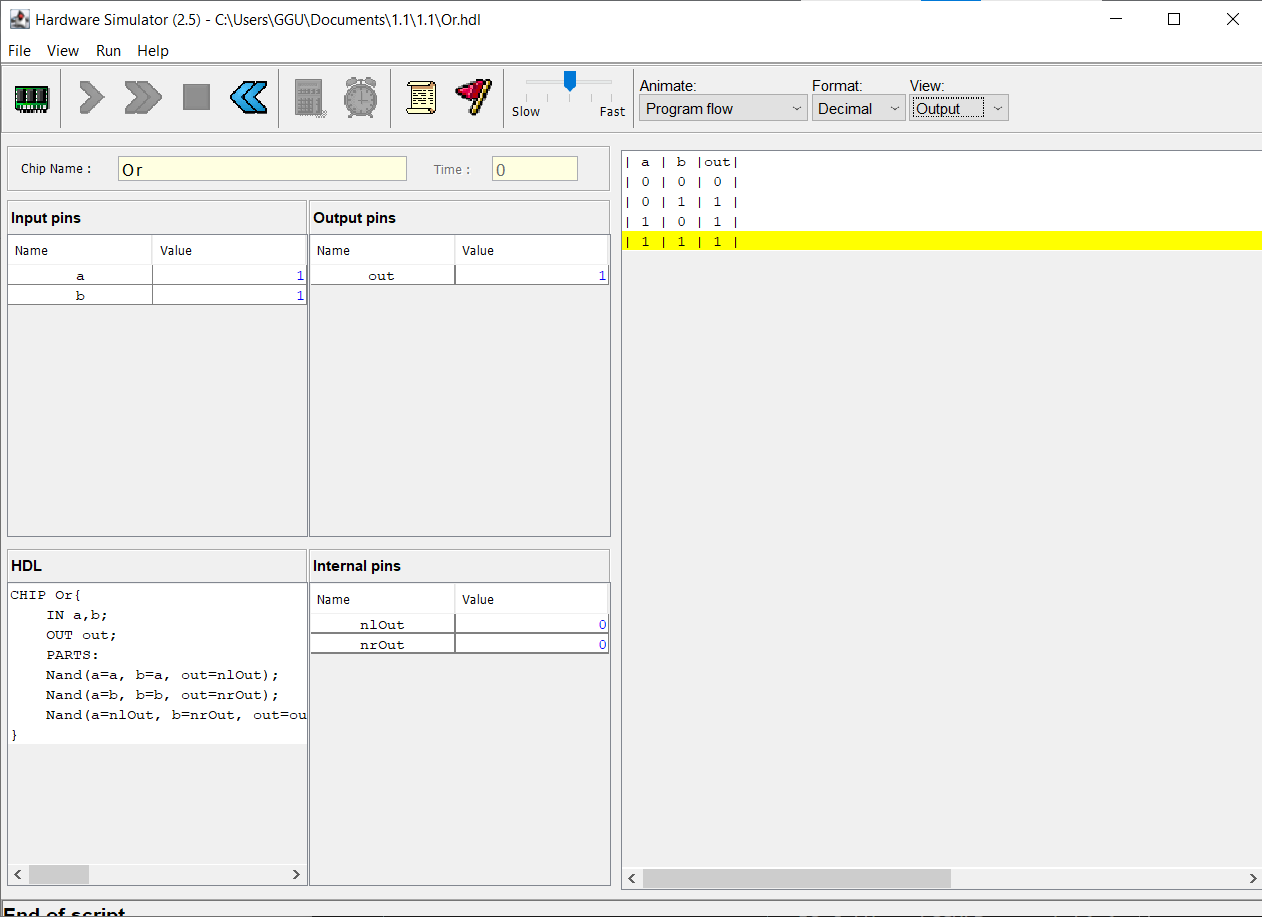 Hardware Simulator (2.5) - C:\Users\GGU\Documents\1.1\1.1\Or.hdl
File View Run Help
Slow Fast
Animate: Format: View:
Program flow Decimal Output
Chip Name : Or Time : 0
Input pins
Name Value
a 1
b 1
Output pins
Name Value
out 1
HDL
CHIP Or{
IN a,b;
OUT out;
PARTS:
Nand(a=a, b=a, out=nlOut);
Nand(a=b, b=b, out=nrOut);
Nand(a=nlOut, b=nrOut, out=ou
}
Internal pins
Name Value
nlOut 0
nrOut 0
| a | b |out|
| 0 | 0 | 0 |
| 0 | 1 | 1 |
| 1 | 0 | 1 |
| 1 | 1 | 1 |
End of script